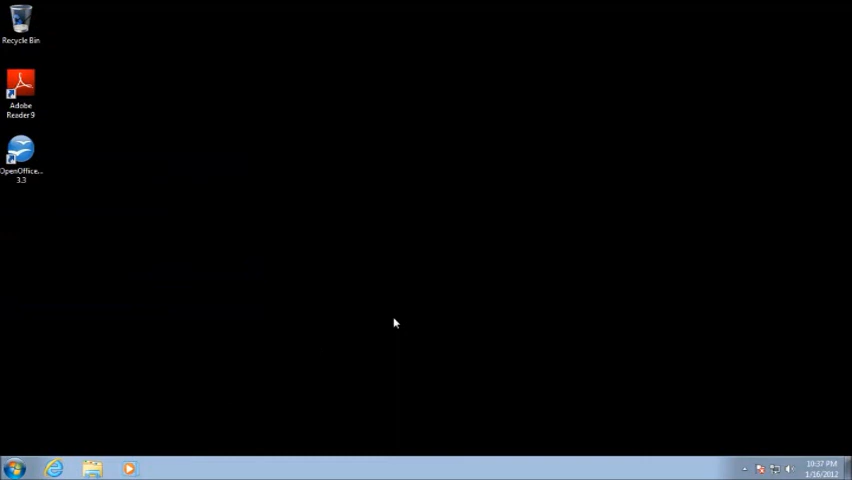 Recycle Bin
Adobe
Reader 9
OpenOffice....
3.3
10:37 PM
1/16/2012